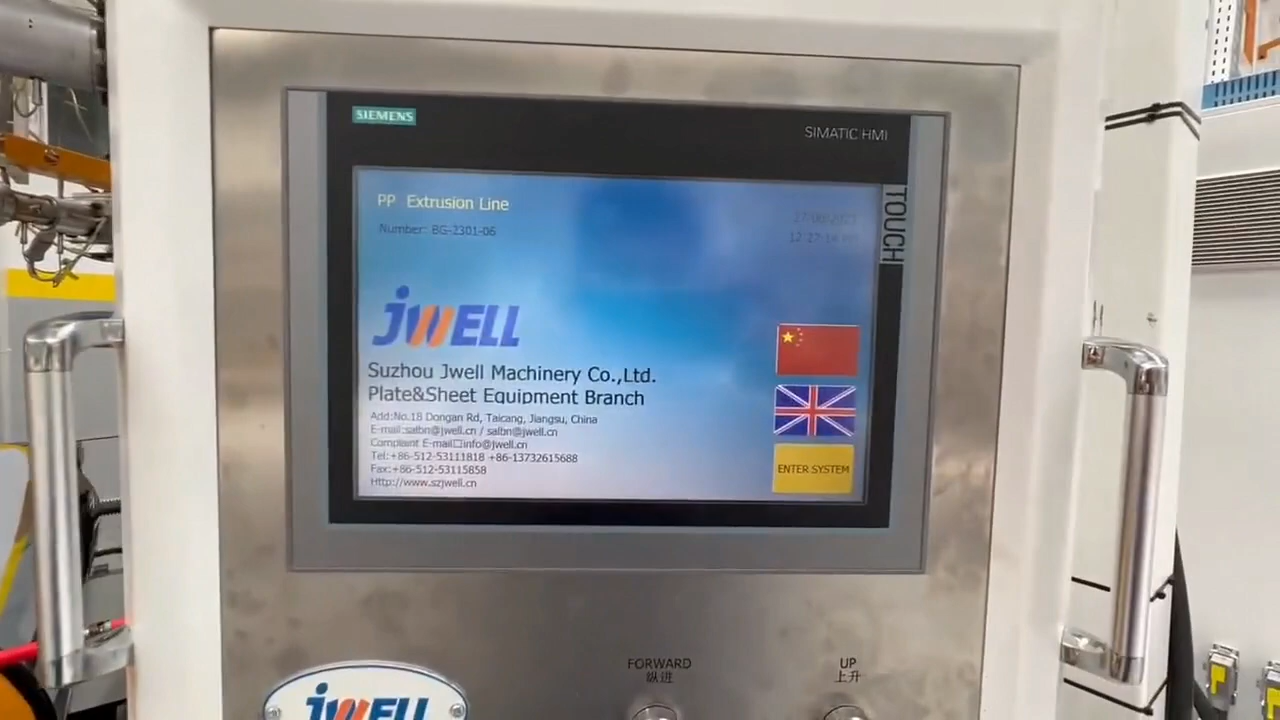 SIEMENS
SIMATIC HMI
TOUCH
PP Extrusion Line
Number: BG-2301-06
JWELL
Suzhou Jwell Machinery Co.,Ltd.
Plate&Sheet Equipment Branch
Add:No.18 Dongan Rd, Taicang, Jiangsu, China
E-mail:salbn@jwell.cn / salbn@jwell.cn
Complaint E-mail□info@jwell.cn
Tel:+86-512-53111818 +86-13732615688
Fax:+86-512-53115858
Http://www.szjwell.cn
ENTER SYSTEM
FORWARD
纵进
UP
上升
JWELL